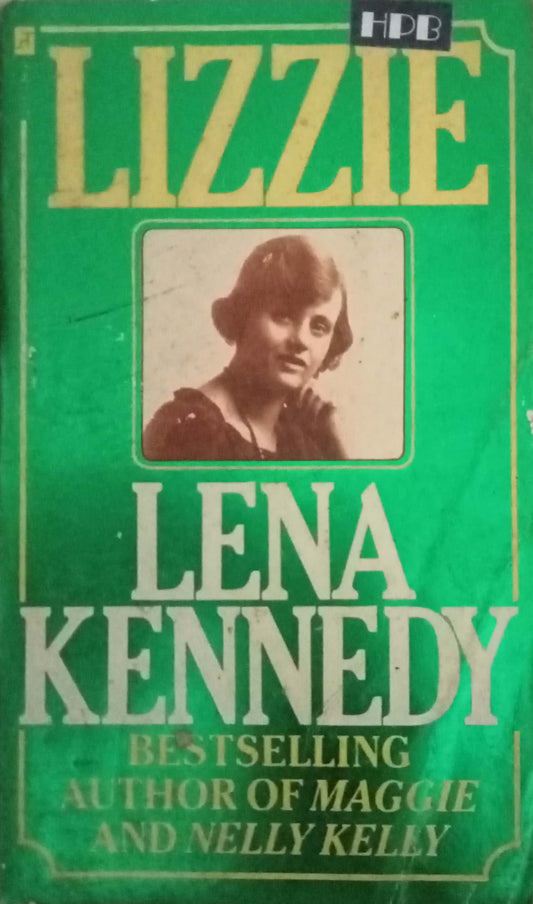 HPB
LIZZIE
LENA
KENNEDY
BESTSELLING
AUTHOR OF MAGGIE
AND NELLY KELLY